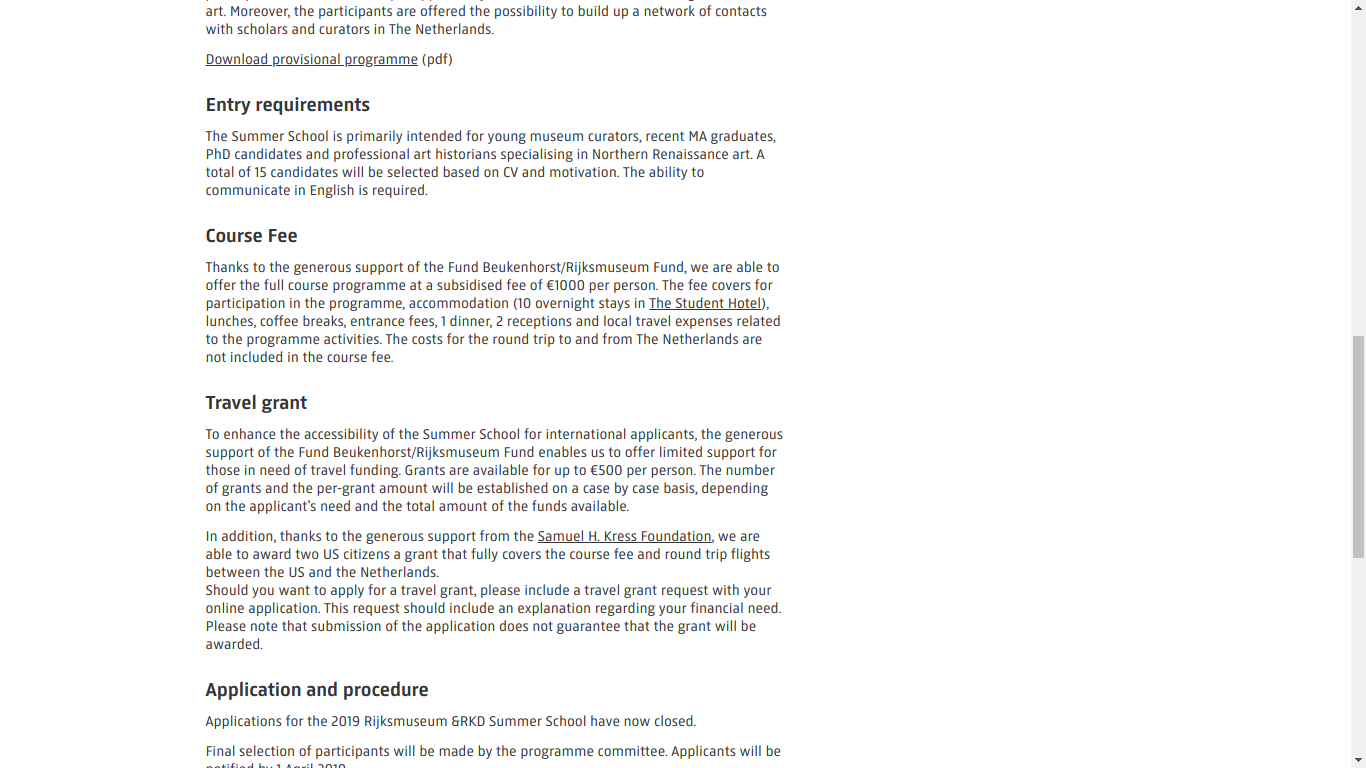 art. Moreover, the participants are offered the possibility to build up a network of contacts
with scholars and curators in The Netherlands.
Download provisional programme (pdf)
Entry requirements
The Summer School is primarily intended for young museum curators, recent MA graduates,
PhD candidates and professional art historians specialising in Northern Renaissance art. A
total of 15 candidates will be selected based on CV and motivation. The ability to
communicate in English is required.
Course Fee
Thanks to the generous support of the Fund Beukenhorst/Rijksmuseum Fund, we are able to
offer the full course programme at a subsidised fee of €1000 per person. The fee covers for
participation in the programme, accommodation (10 overnight stays in The Student Hotel),
lunches, coffee breaks, entrance fees, 1 dinner, 2 receptions and local travel expenses related
to the programme activities. The costs for the round trip to and from The Netherlands are
not included in the course fee.
Travel grant
To enhance the accessibility of the Summer School for international applicants, the generous
support of the Fund Beukenhorst/Rijksmuseum Fund enables us to offer limited support for
those in need of travel funding. Grants are available for up to €500 per person. The number
of grants and the per-grant amount will be established on a case by case basis, depending
on the applicant's need and the total amount of the funds available.
In addition, thanks to the generous support from the Samuel H. Kress Foundation, we are
able to award two US citizens a grant that fully covers the course fee and round trip flights
between the US and the Netherlands.
Should you want to apply for a travel grant, please include a travel grant request with your
online application. This request should include an explanation regarding your financial need.
Please note that submission of the application does not guarantee that the grant will be
awarded.
Application and procedure
Applications for the 2019 Rijksmuseum &RKD Summer School have now closed.
Final selection of participants will be made by the programme committee. Applicants will be
notified by 1 April 2019